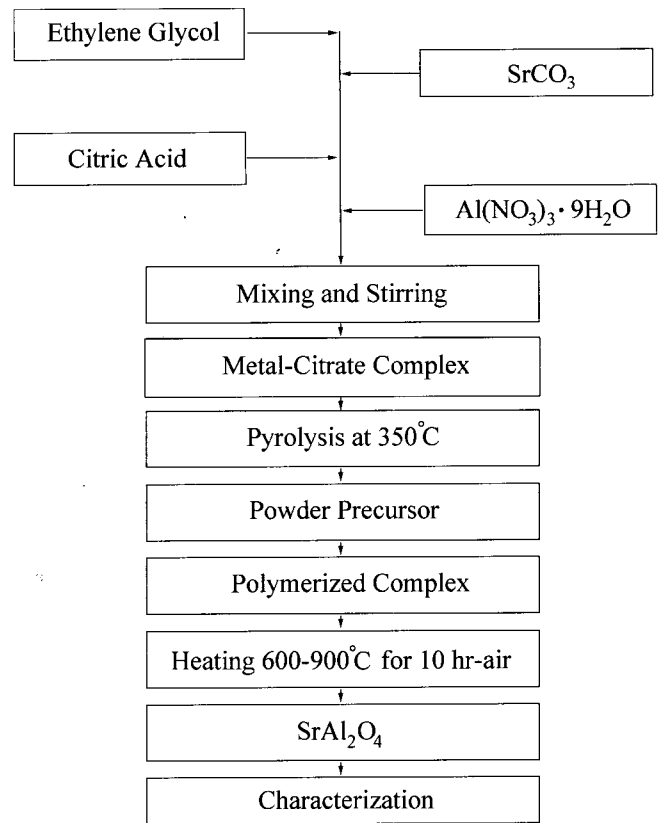 Ethylene Glycol
SrCO₃
Citric Acid
Al(NO₃)₃·9H₂O
Mixing and Stirring
Metal-Citrate Complex
Pyrolysis at 350°C
Powder Precursor
Polymerized Complex
Heating 600-900°C for 10 hr-air
SrAl₂O₄
Characterization